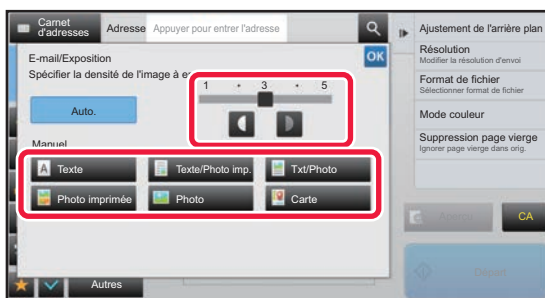 Carnet
d'adresses
Adresse
Appuyer pour entrer l'adresse
E-mail/Exposition
OK
Spécifier la densité de l'image à e
1 3 5
Auto.
Manuel
A Texte
Texte/Photo imp.
Txt/Photo
Photo imprimée
Photo
Carte
Autres
Ajustement de l'arrière plan
Résolution
Modifier la résolution d'envoi
Format de fichier
Sélectionner format de fichier
Mode couleur
Suppression page vierge
Ignorer page vierge dans orig.
CA
Départ